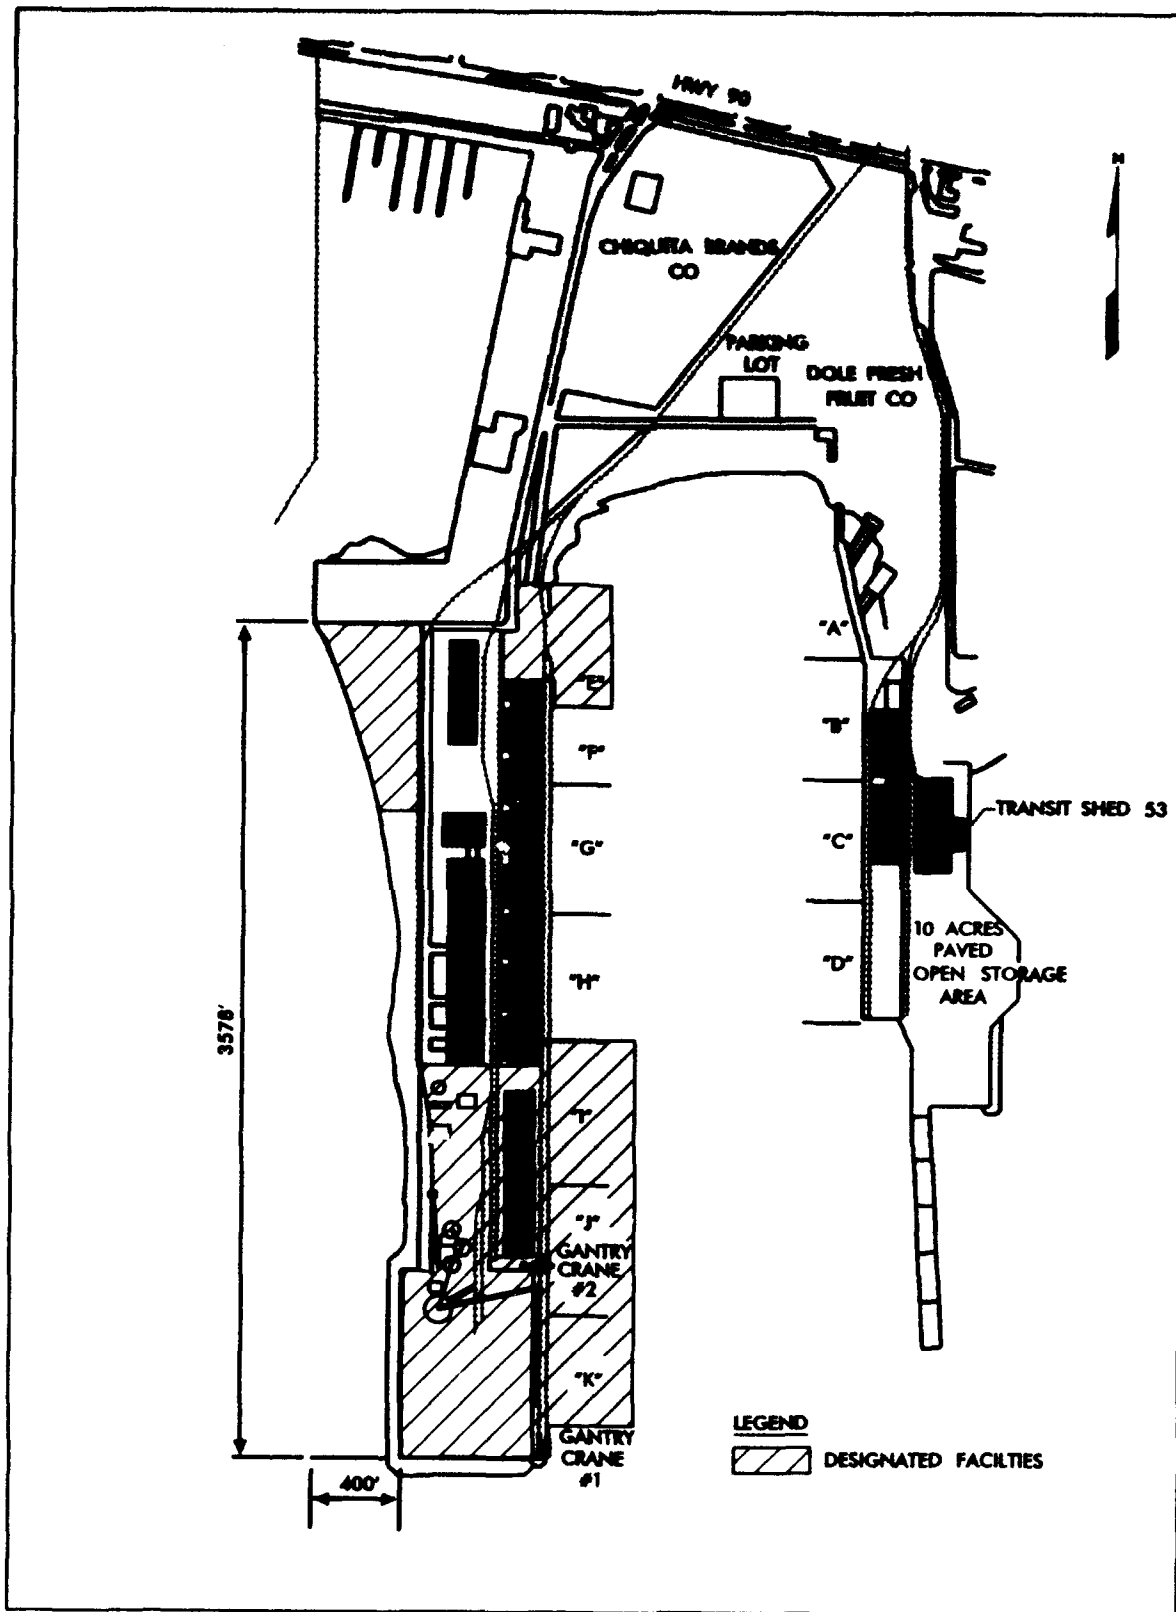 HWY 90
N
CHIQUITA BRANDS
CO
PARKING
LOT
DOLE FRESH
FRUIT CO
"A"
"E"
"B"
"F"
TRANSIT SHED 53
"G"
"C"
10 ACRES
PAVED
OPEN STORAGE
AREA
"D"
"H"
3578'
"I"
"J"
GANTRY
CRANE
#2
"K"
GANTRY
CRANE
#1
LEGEND
DESIGNATED FACILTIES
400'